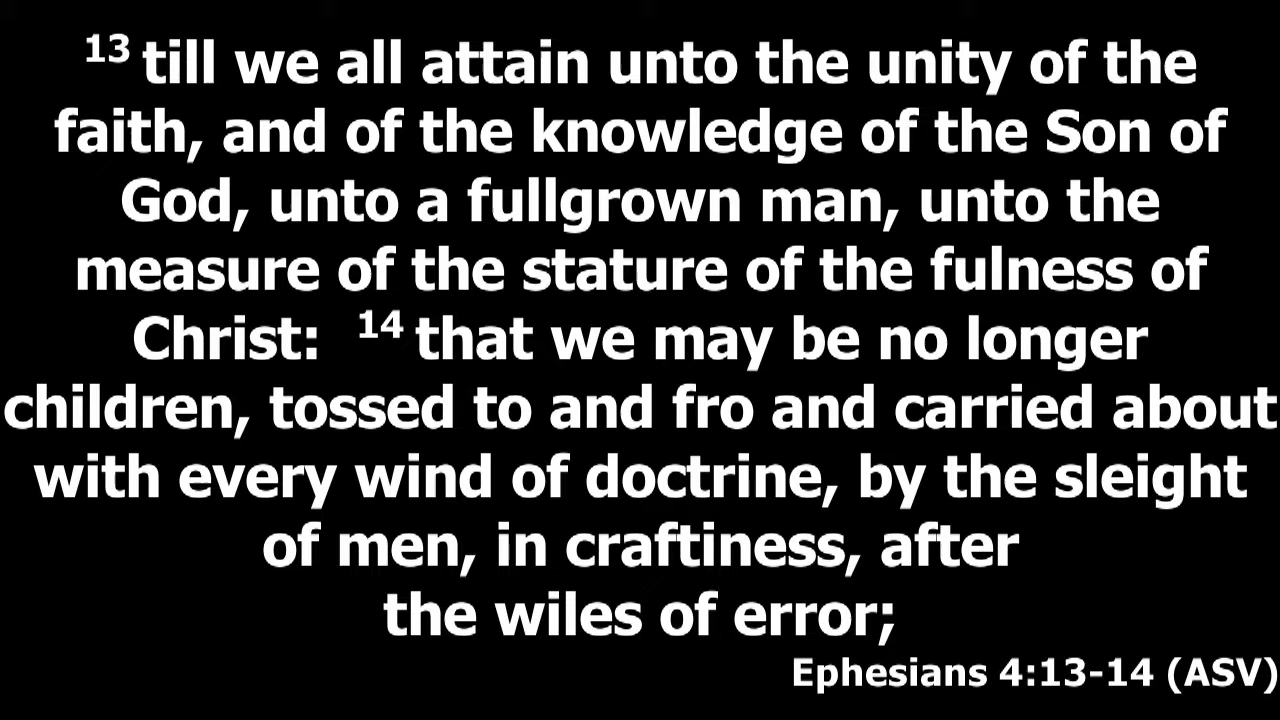 13 till we all attain unto the unity of the
faith, and of the knowledge of the Son of
God, unto a fullgrown man, unto the
measure of the stature of the fulness of
Christ: 14 that we may be no longer
children, tossed to and fro and carried about
with every wind of doctrine, by the sleight
of men, in craftiness, after
the wiles of error;
Ephesians 4:13-14 (ASV)